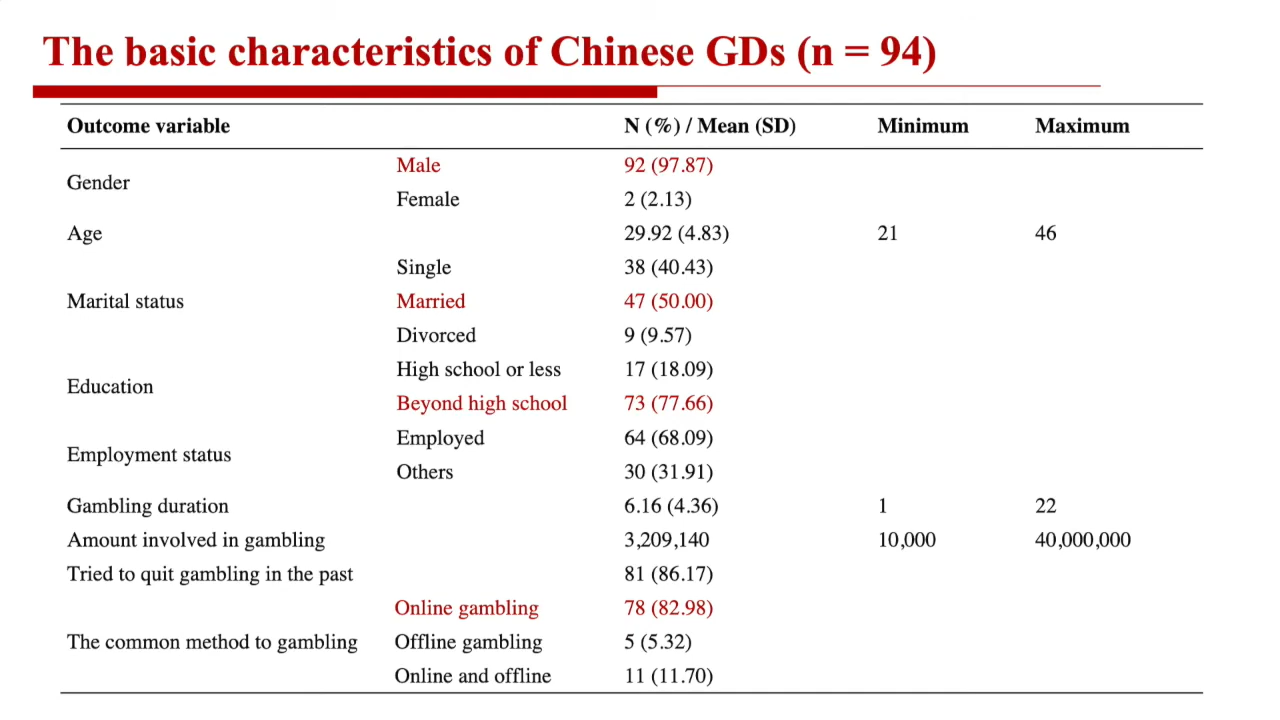 The basic characteristics of Chinese GDs (n = 94)
Outcome variable N (%) / Mean (SD) Minimum Maximum
Gender
Male 92 (97.87)
Female 2 (2.13)
Age 29.92 (4.83) 21 46
Single 38 (40.43)
Marital status Married 47 (50.00)
Divorced 9 (9.57)
Education
High school or less 17 (18.09)
Beyond high school 73 (77.66)
Employment status
Employed 64 (68.09)
Others 30 (31.91)
Gambling duration 6.16 (4.36) 1 22
Amount involved in gambling 3,209,140 10,000 40,000,000
Tried to quit gambling in the past 81 (86.17)
Online gambling 78 (82.98)
The common method to gambling Offline gambling 5 (5.32)
Online and offline 11 (11.70)